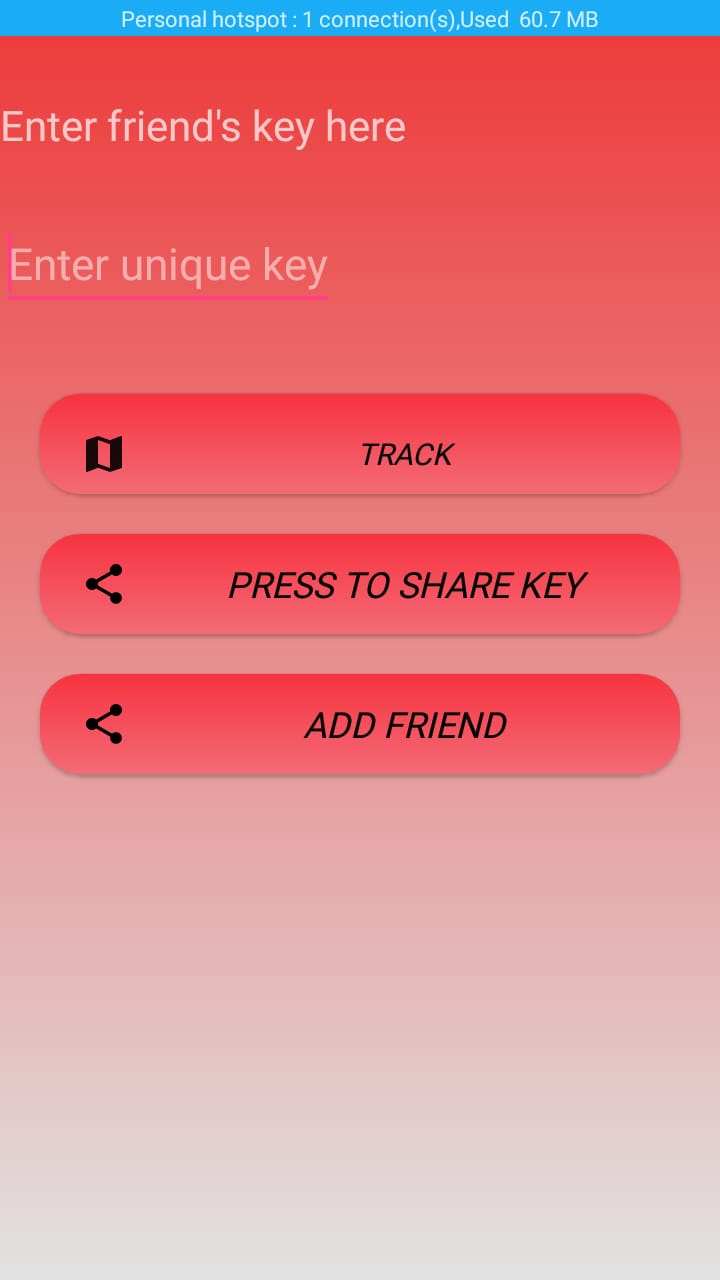 Personal hotspot : 1 connection(s),Used  60.7 MB
Enter friend's key here
Enter unique key
TRACK
PRESS TO SHARE KEY
ADD FRIEND